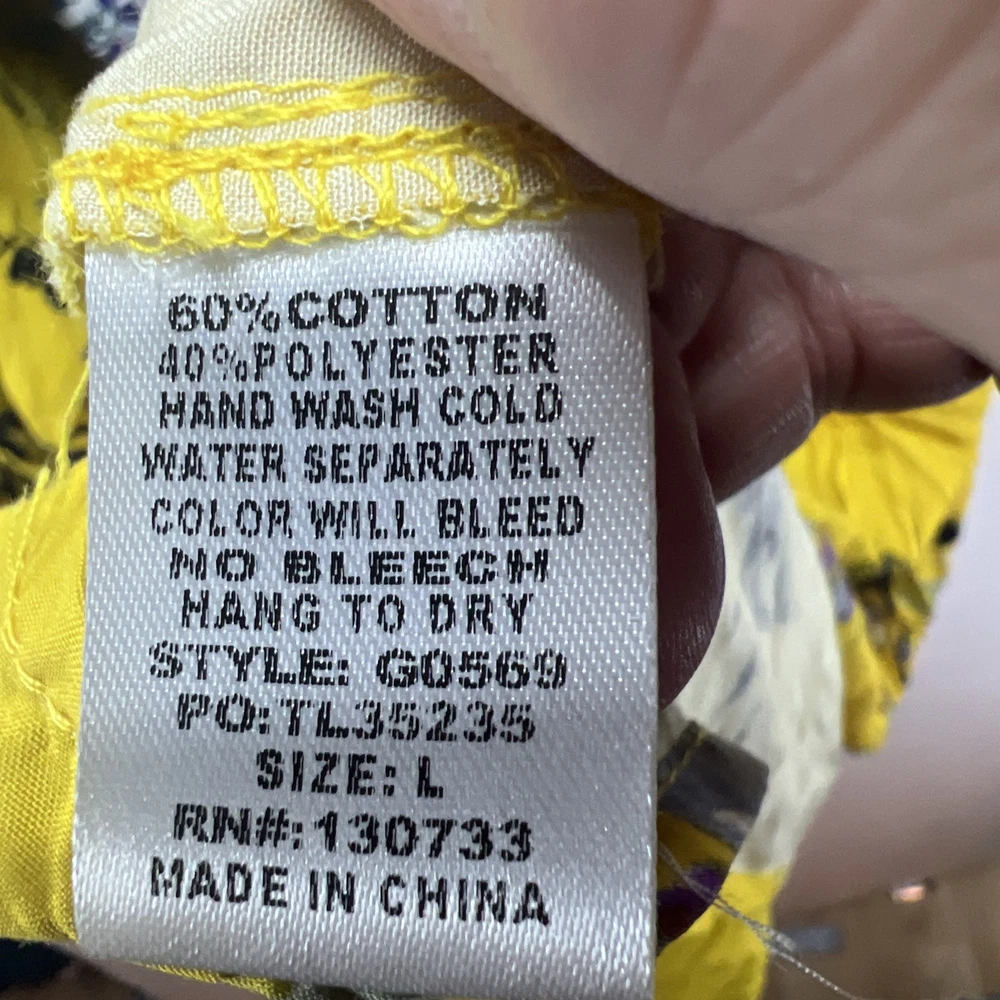 60%COTTON
40%POLYESTER
HAND WASH COLD
WATER SEPARATELY
COLOR WILL BLEED
NO BLEECH
HANG TO DRY
STYLE: G0569
PO:TL35235
SIZE: L
RN#:130733
MADE IN CHINA